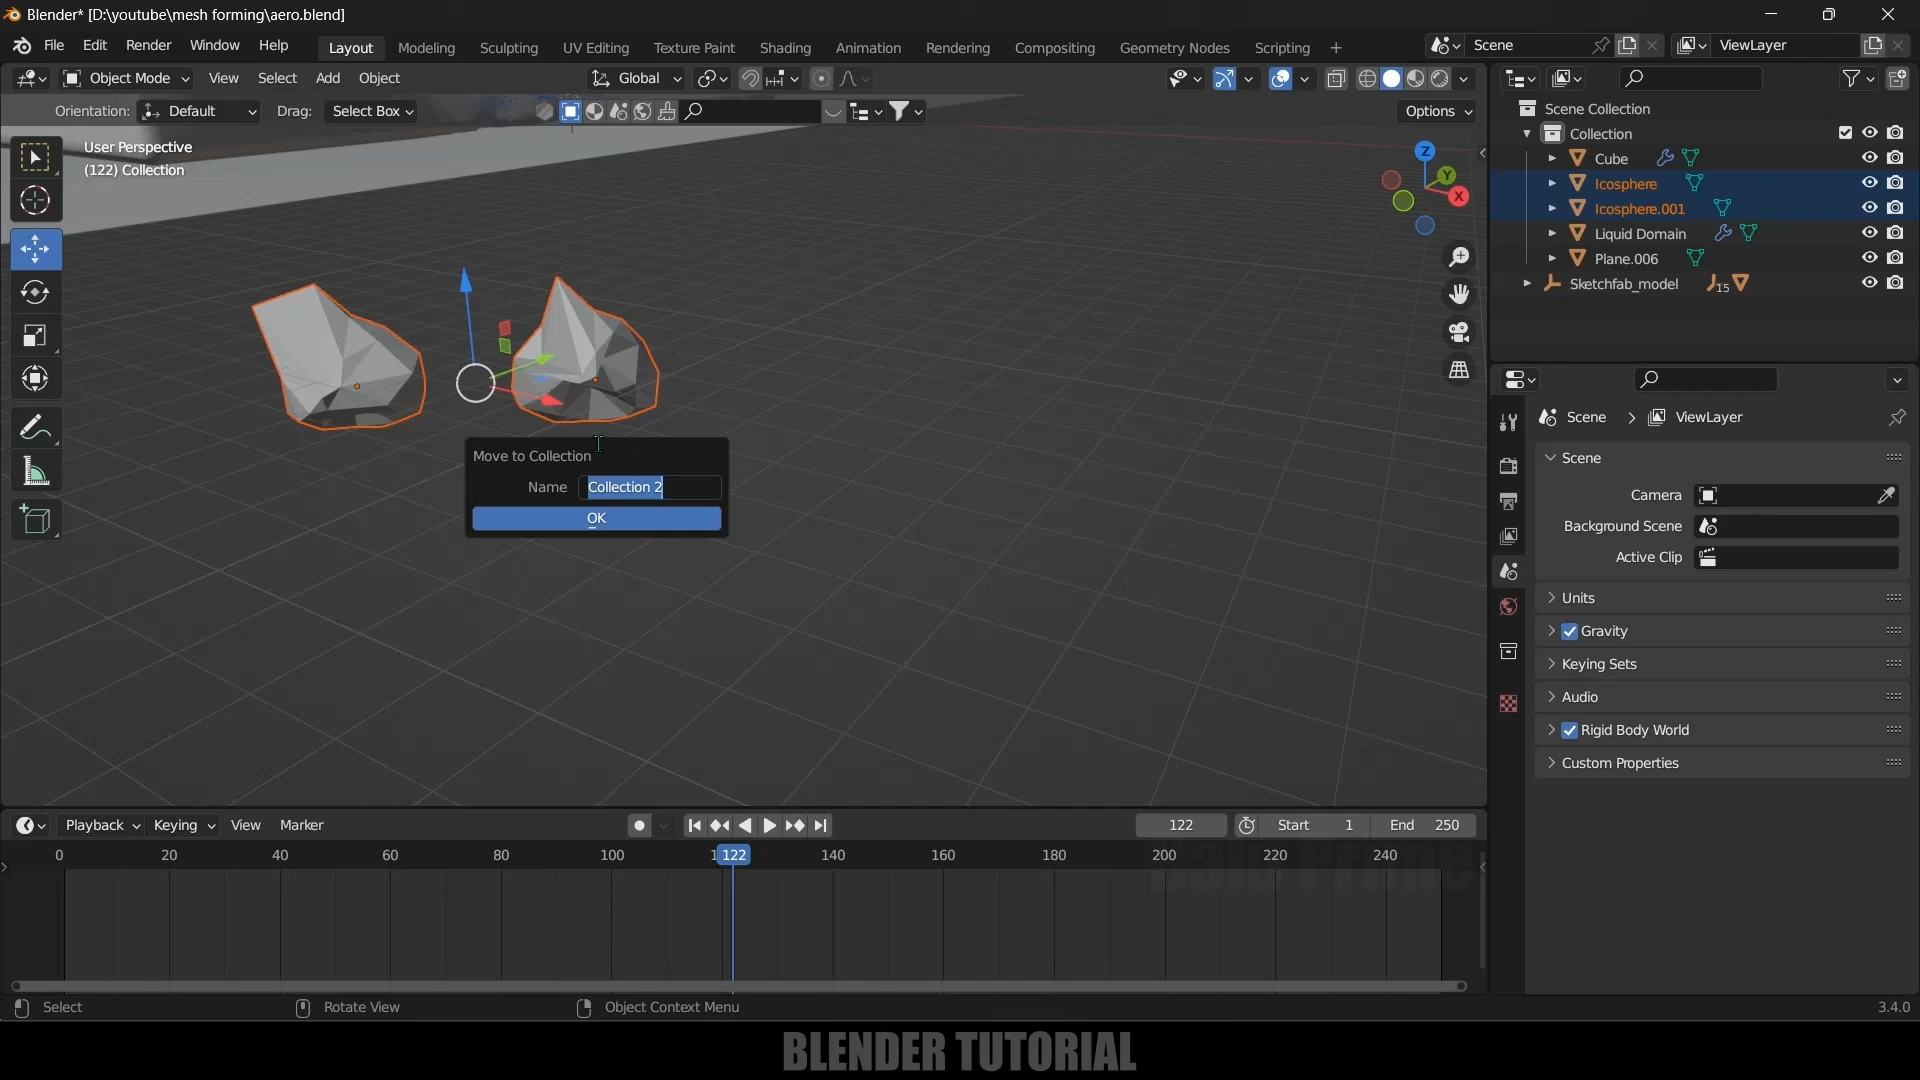 Blender* [D:\youtube\mesh forming\aero.blend]
File Edit Render Window Help Layout Modeling Sculpting UV Editing Texture Paint Shading Animation Rendering Compositing Geometry Nodes Scripting + Scene ViewLayer
Object Mode View Select Add Object Global
Orientation: Default Drag: Select Box Options
User Perspective
(122) Collection
Z
Y
X
Scene Collection
Collection
Cube
Icosphere
Icosphere.001
Liquid Domain
Plane.006
Sketchfab_model 15
Move to Collection
Name Collection 2
OK
Scene > ViewLayer
Scene
Camera
Background Scene
Active Clip
Units
Gravity
Keying Sets
Audio
Rigid Body World
Custom Properties
Playback Keying View Marker 122 Start 1 End 250
0 20 40 60 80 100 122 140 160 180 200 220 240
Select Rotate View Object Context Menu 3.4.0
BLENDER TUTORIAL